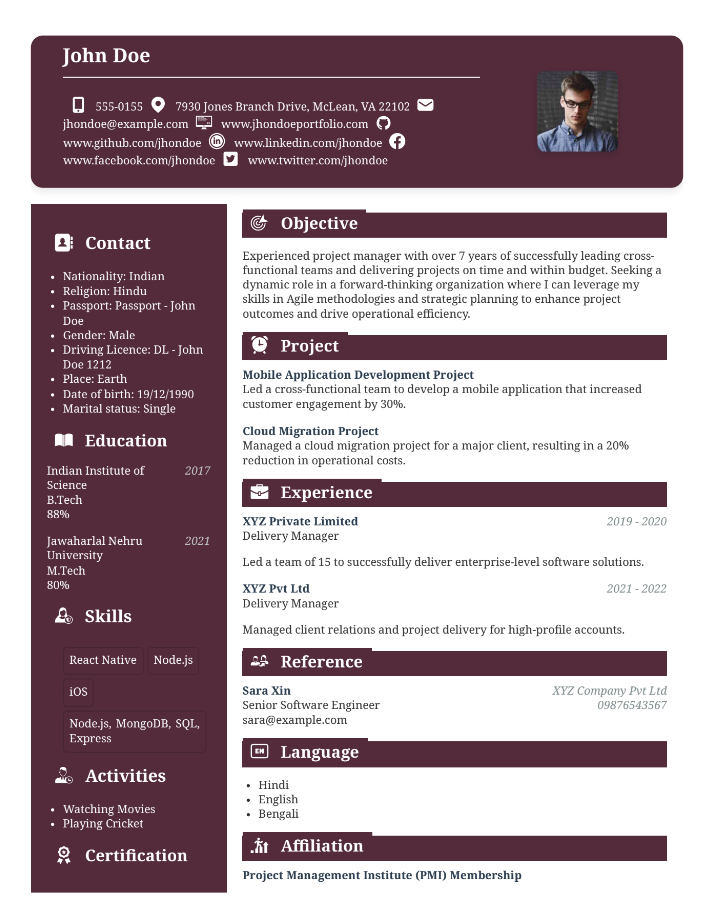 John Doe
555-0155 7930 Jones Branch Drive, McLean, VA 22102
jhondoe@example.com www.jhondoeportfolio.com
www.github.com/jhondoe www.linkedin.com/jhondoe
www.facebook.com/jhondoe www.twitter.com/jhondoe
Contact
• Nationality: Indian
• Religion: Hindu
• Passport: Passport - John
Doe
• Gender: Male
• Driving Licence: DL - John
Doe 1212
• Place: Earth
• Date of birth: 19/12/1990
• Marital status: Single
Education
Indian Institute of 2017
Science
B.Tech
88%
Jawaharlal Nehru 2021
University
M.Tech
80%
Skills
React Native Node.js
iOS
Node.js, MongoDB, SQL,
Express
Activities
• Watching Movies
• Playing Cricket
Certification
Objective
Experienced project manager with over 7 years of successfully leading cross-
functional teams and delivering projects on time and within budget. Seeking a
dynamic role in a forward-thinking organization where I can leverage my
skills in Agile methodologies and strategic planning to enhance project
outcomes and drive operational efficiency.
Project
Mobile Application Development Project
Led a cross-functional team to develop a mobile application that increased
customer engagement by 30%.
Cloud Migration Project
Managed a cloud migration project for a major client, resulting in a 20%
reduction in operational costs.
Experience
XYZ Private Limited 2019 - 2020
Delivery Manager
Led a team of 15 to successfully deliver enterprise-level software solutions.
XYZ Pvt Ltd 2021 - 2022
Delivery Manager
Managed client relations and project delivery for high-profile accounts.
Reference
Sara Xin XYZ Company Pvt Ltd
Senior Software Engineer 09876543567
sara@example.com
Language
• Hindi
• English
• Bengali
Affiliation
Project Management Institute (PMI) Membership